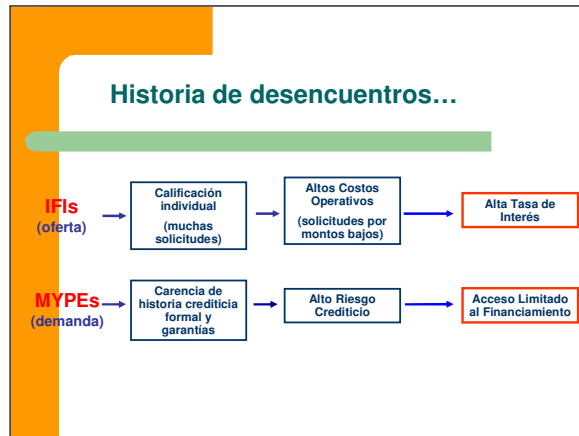 Historia de desencuentros…
IFIs
(oferta)
Calificación
individual
(muchas
solicitudes)
Altos Costos
Operativos
(solicitudes por
montos bajos)
Alta Tasa de
Interés
MYPEs
(demanda)
Carencia de
historia crediticia
formal y
garantías
Alto Riesgo
Crediticio
Acceso Limitado
al Financiamiento